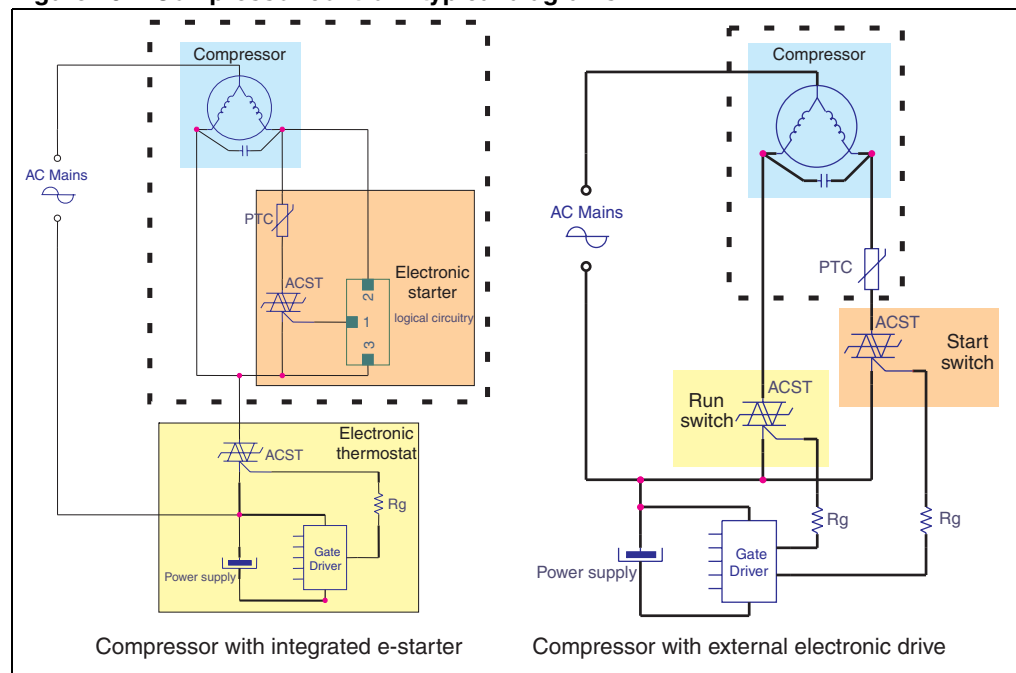 Compressor
AC Mains
PTC
ACST
2
1
3
Electronic
starter
logical circuitry
Electronic
thermostat
ACST
Rg
Power supply
Gate
Driver
Compressor with integrated e-starter
Compressor
AC Mains
PTC
ACST
Start
switch
ACST
Run
switch
Rg
Rg
Power supply
Gate
Driver
Compressor with external electronic drive